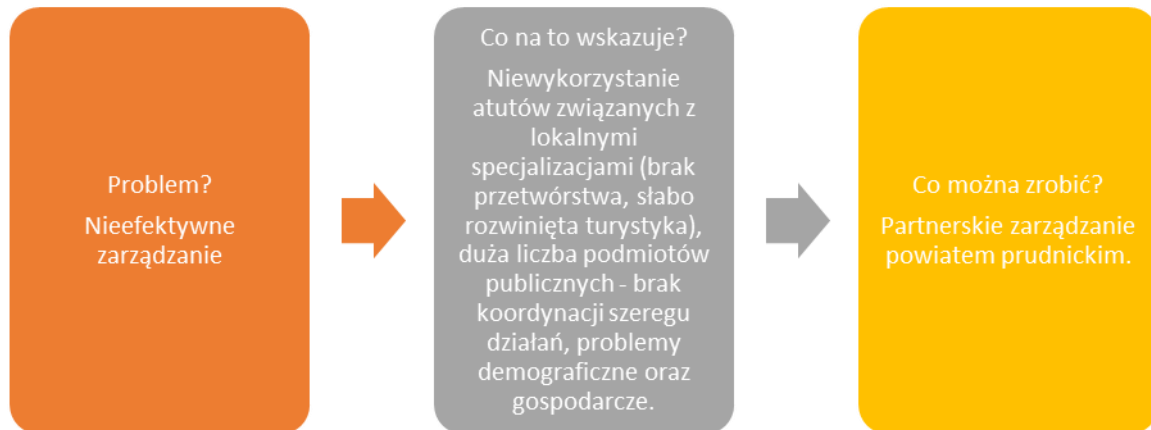 Problem?
Nieefektywne
zarządzanie
Co na to wskazuje?
Niewykorzystanie
atutów związanych z
lokalnymi
specjalizacjami (brak
przetwórstwa, słabo
rozwinięta turystyka),
duża liczba podmiotów
publicznych - brak
koordynacji szeregu
działań, problemy
demograficzne oraz
gospodarcze.
Co można zrobić?
Partnerskie zarządzanie
powiatem prudnickim.